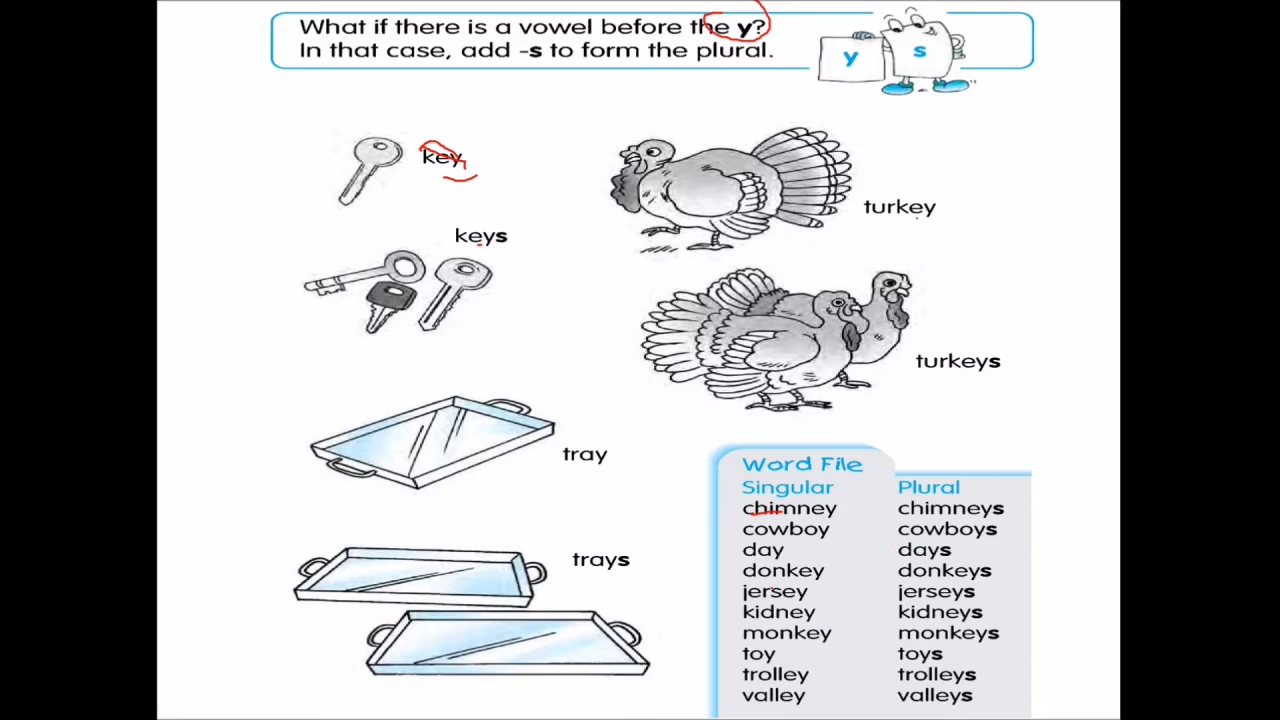 What if there is a vowel before the y?
In that case, add -s to form the plural.
y s
key
keys
turkey
turkeys
tray
trays
Word File
Singular Plural
chimney chimneys
cowboy cowboys
day days
donkey donkeys
jersey jerseys
kidney kidneys
monkey monkeys
toy toys
trolley trolleys
valley valleys